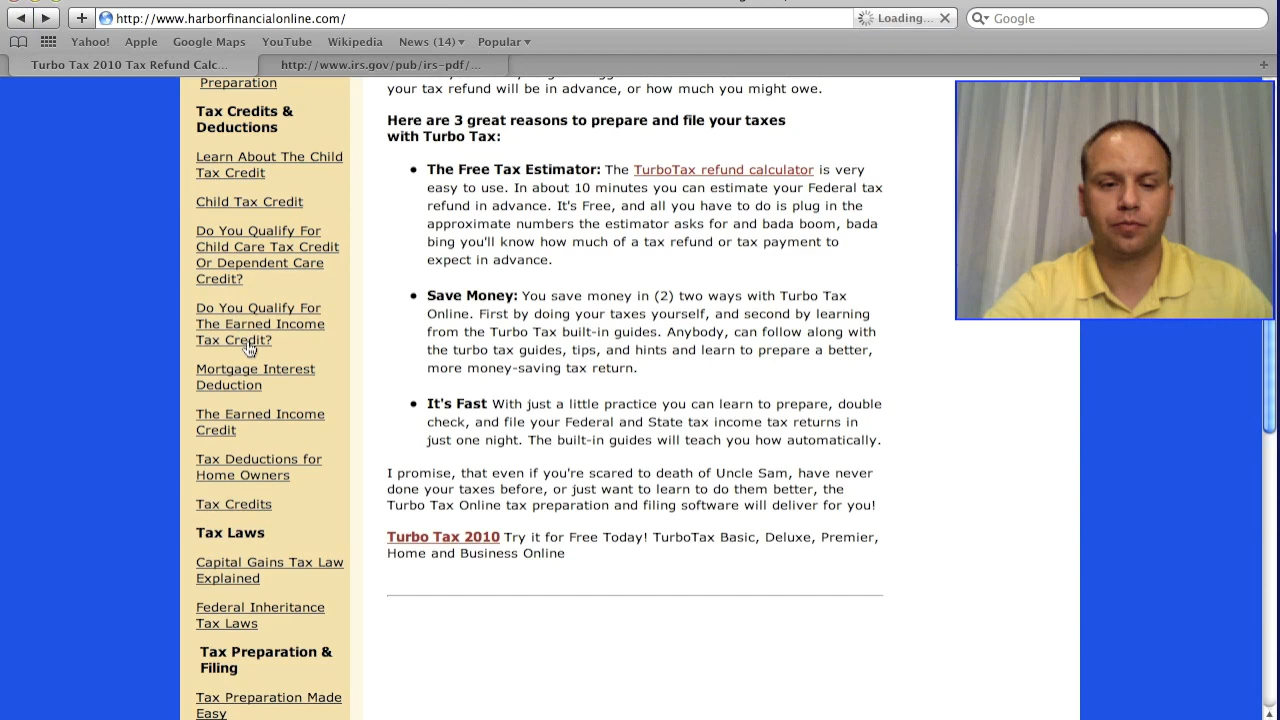 http://www.harborfinancialonline.com/
Loading...
Google
Yahoo!
Apple
Google Maps
YouTube
Wikipedia
News (14)
Popular
Turbo Tax 2010 Tax Refund Calc...
http://www.irs.gov/pub/irs-pdf/...
Preparation
Tax Credits &
Deductions
Learn About The Child
Tax Credit
Child Tax Credit
Do You Qualify For
Child Care Tax Credit
Or Dependent Care
Credit?
Do You Qualify For
The Earned Income
Tax Credit?
Mortgage Interest
Deduction
The Earned Income
Credit
Tax Deductions for
Home Owners
Tax Credits
Tax Laws
Capital Gains Tax Law
Explained
Federal Inheritance
Tax Laws
Tax Preparation &
Filing
Tax Preparation Made
Easy
your tax refund will be in advance, or how much you might owe.
Here are 3 great reasons to prepare and file your taxes
with Turbo Tax:
• The Free Tax Estimator: The TurboTax refund calculator is very
easy to use. In about 10 minutes you can estimate your Federal tax
refund in advance. It's Free, and all you have to do is plug in the
approximate numbers the estimator asks for and bada boom, bada
bing you'll know how much of a tax refund or tax payment to
expect in advance.
• Save Money: You save money in (2) two ways with Turbo Tax
Online. First by doing your taxes yourself, and second by learning
from the Turbo Tax built-in guides. Anybody, can follow along with
the turbo tax guides, tips, and hints and learn to prepare a better,
more money-saving tax return.
• It's Fast With just a little practice you can learn to prepare, double
check, and file your Federal and State tax income tax returns in
just one night. The built-in guides will teach you how automatically.
I promise, that even if you're scared to death of Uncle Sam, have never
done your taxes before, or just want to learn to do them better, the
Turbo Tax Online tax preparation and filing software will deliver for you!
Turbo Tax 2010 Try it for Free Today! TurboTax Basic, Deluxe, Premier,
Home and Business Online